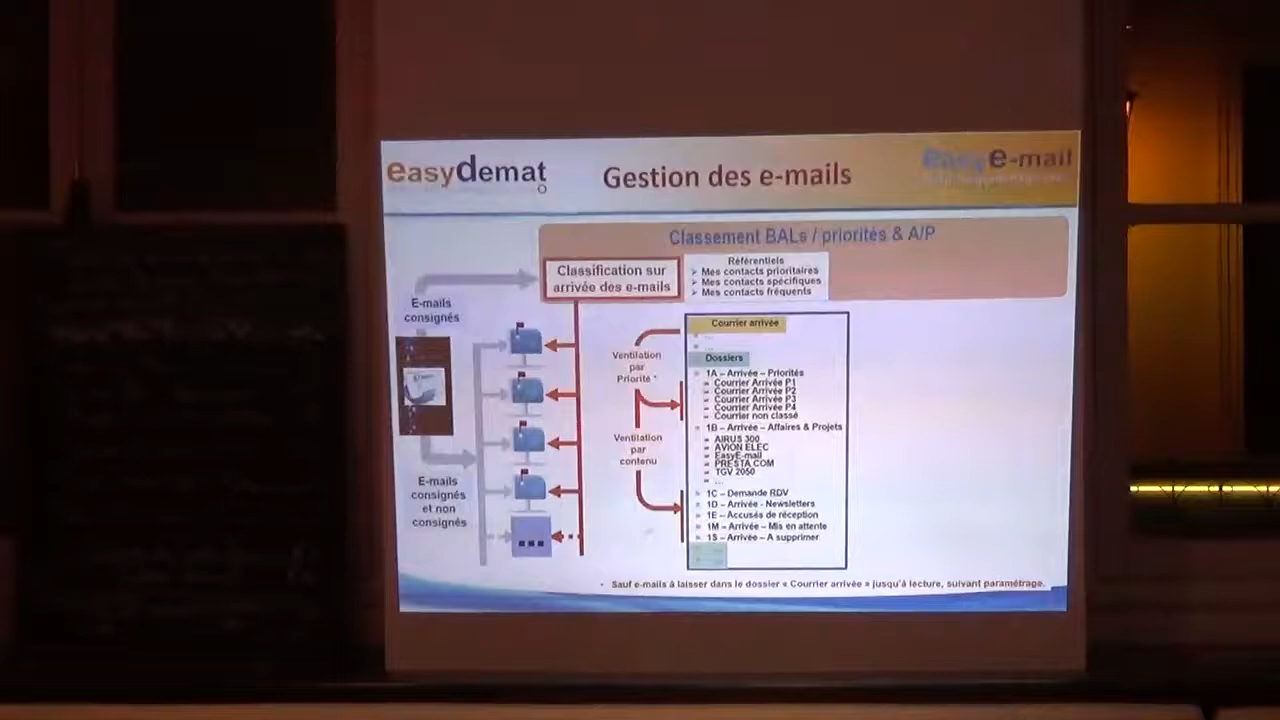 easydemat
Gestion des e-mails
easye-mail
Classement BALs / priorités & A/P
Classification sur
arrivée des e-mails
Référentiels
Mes contacts prioritaires
Mes contacts spécifiques
Mes contacts fréquents
E-mails
consignés
E-mails
consignés
et non
consignés
Ventilation
par
Priorité *
Ventilation
par
contenu
Courrier arrivée
...
...
Dossiers
1A – Arrivée – Priorités
Courrier Arrivée P1
Courrier Arrivée P2
Courrier Arrivée P3
Courrier Arrivée P4
Courrier non classé
1B – Arrivée – Affaires & Projets
AIRUS 300
AVION ELEC
EasyE-mail
PRESTA COM
TGV 2050
...
1C – Demande RDV
1D – Arrivée - Newsletters
1E – Accusés de réception
1M – Arrivée – Mis en attente
1S – Arrivée – A supprimer
* Sauf e-mails à laisser dans le dossier « Courrier arrivée » jusqu'à lecture, suivant paramétrage.